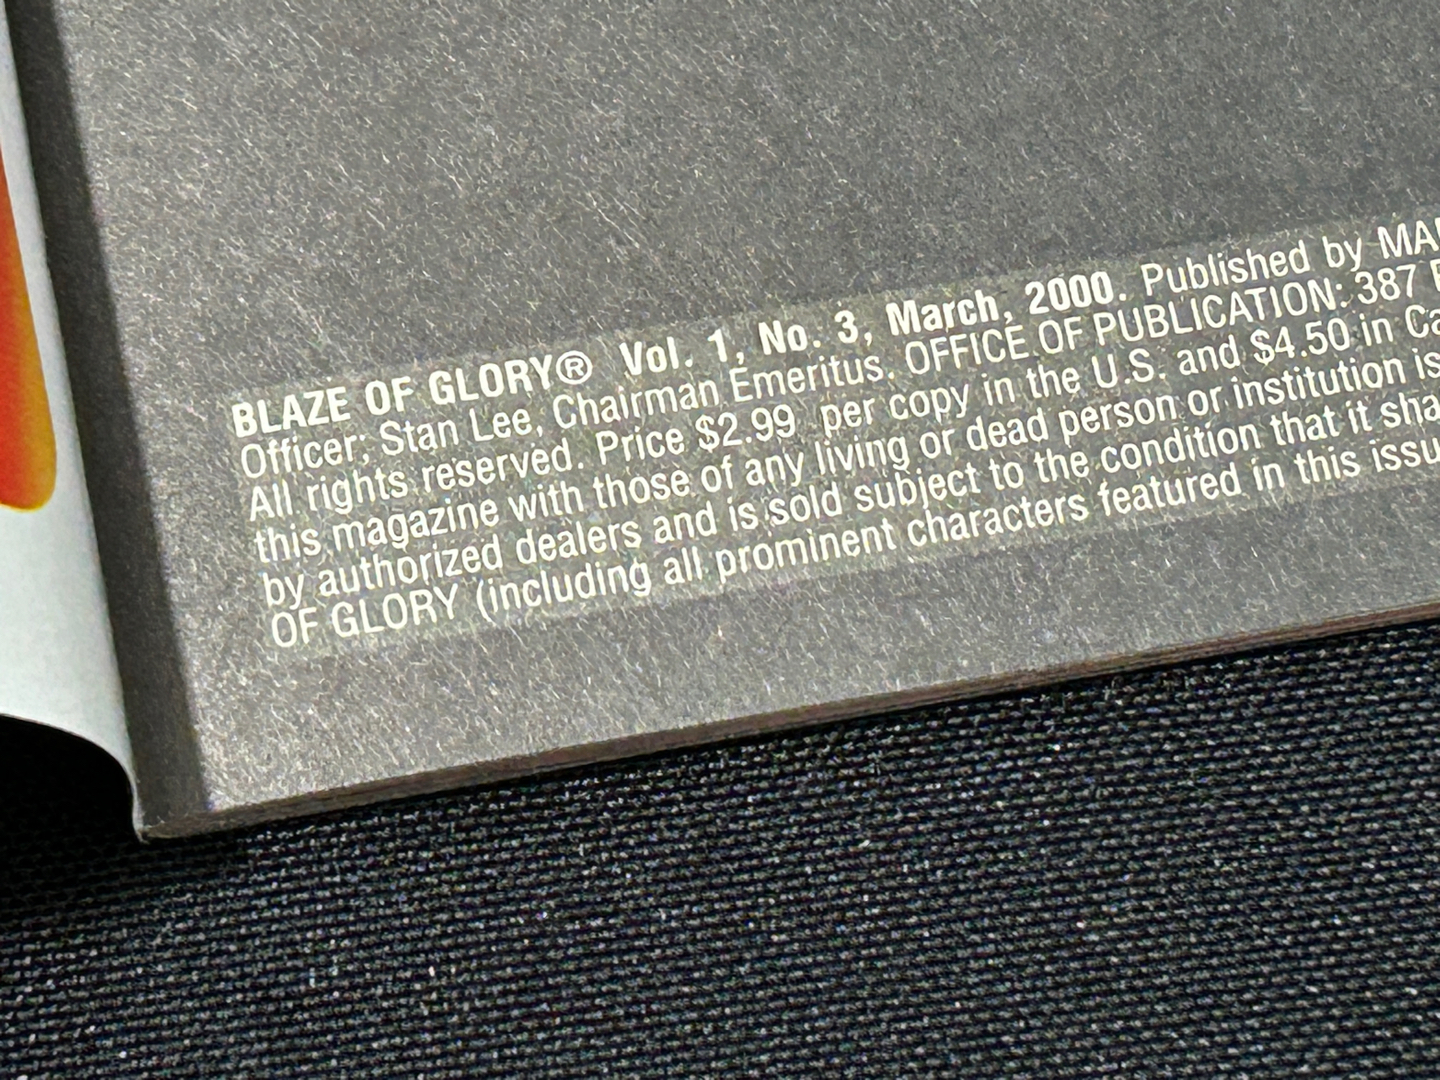 BLAZE OF GLORY® Vol. 1, No. 3, March, 2000. Published by
Officer; Stan Lee, Chairman Emeritus. OFFICE OF PUBLICATION: 387
All rights reserved. Price $2.99 per copy in the U.S. and $4.50 in
this magazine with those of any living or dead person or institution is
by authorized dealers and is sold subject to the condition that it
OF GLORY (including all prominent characters featured in this